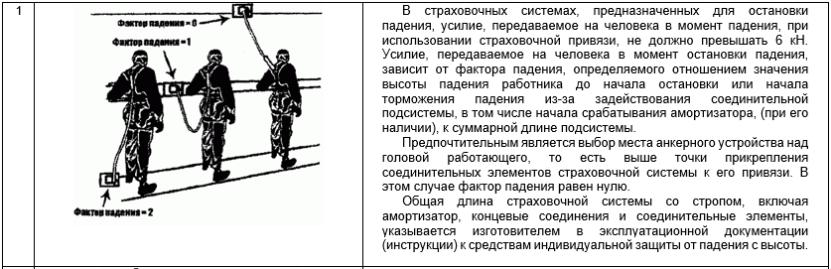 1
Фактор падения = 0
Фактор падения = 1
Фактор падения = 2
В страховочных системах, предназначенных для остановки
падения, усилие, передаваемое на человека в момент падения, при
использовании страховочной привязи, не должно превышать 6 кН.
Усилие, передаваемое на человека в момент остановки падения,
зависит от фактора падения, определяемого отношением значения
высоты падения работника до начала остановки или начала
торможения падения из-за задействования соединительной
подсистемы, в том числе начала срабатывания амортизатора, (при его
наличии), к суммарной длине подсистемы.
Предпочтительным является выбор места анкерного устройства над
головой работающего, то есть выше точки прикрепления
соединительных элементов страховочной системы к его привязи. В
этом случае фактор падения равен нулю.
Общая длина страховочной системы со стропом, включая
амортизатор, концевые соединения и соединительные элементы,
указывается изготовителем в эксплуатационной документации
(инструкции) к средствам индивидуальной защиты от падения с высоты.